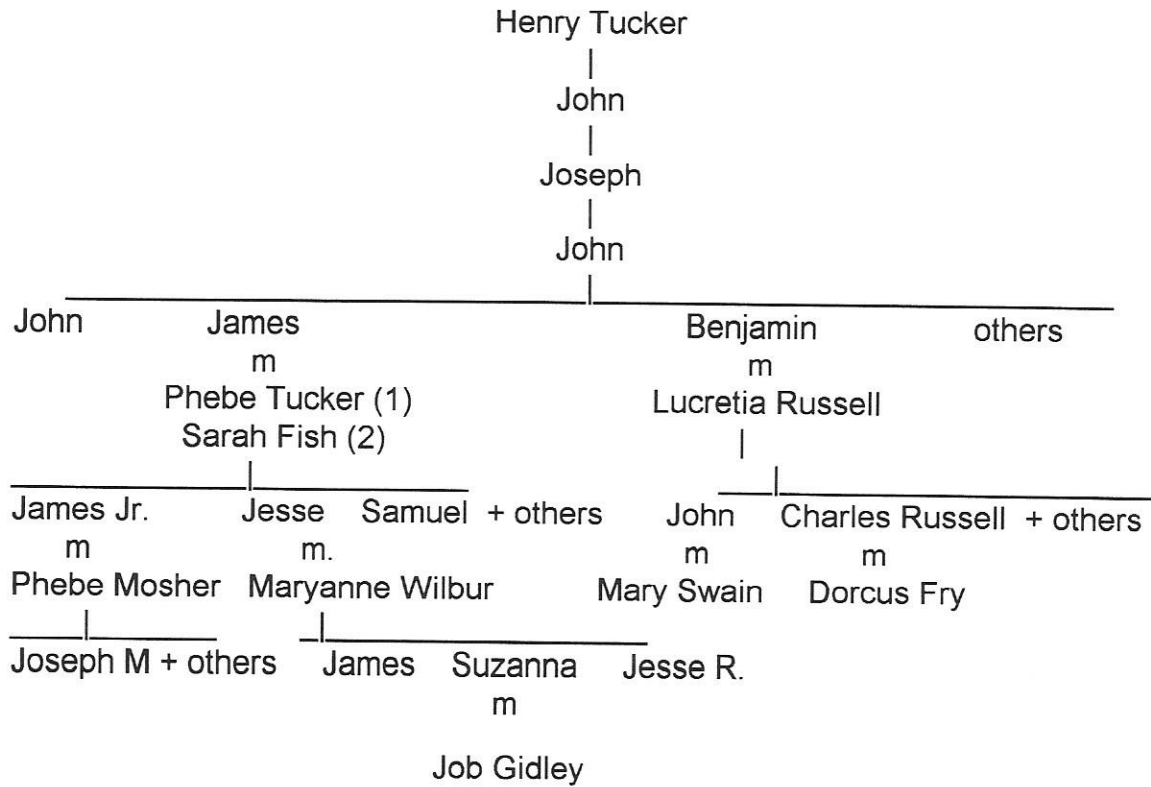 Henry Tucker
John
Joseph
John
John James Benjamin others
m m
Phebe Tucker (1) Lucretia Russell
Sarah Fish (2)
James Jr. Jesse Samuel + others John Charles Russell + others
m m. m m
Phebe Mosher Maryanne Wilbur Mary Swain Dorcus Fry
Joseph M + others James Suzanna Jesse R.
m
Job Gidley